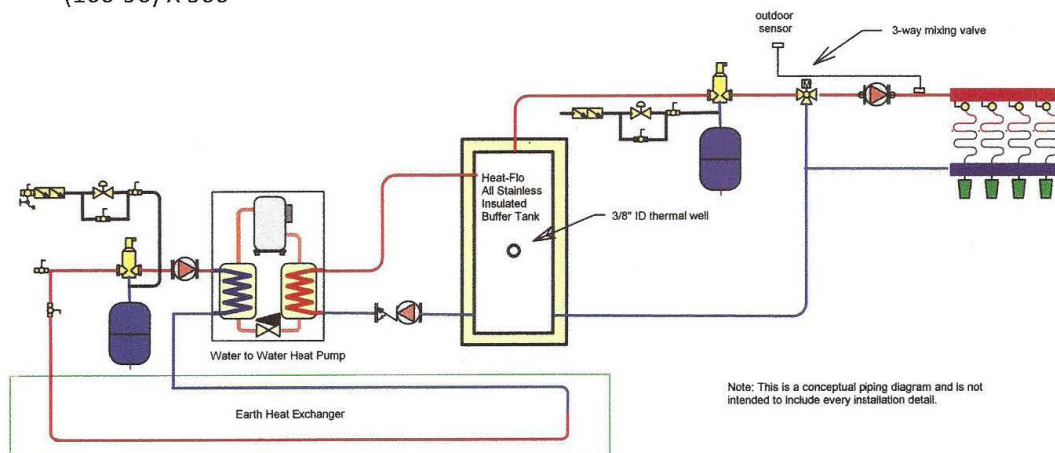 outdoor
sensor
3-way mixing valve
M
Heat-Flo
All Stainless
Insulated
Buffer Tank
3/8" ID thermal well
Water to Water Heat Pump
Earth Heat Exchanger
Note: This is a conceptual piping diagram and is not
intended to include every installation detail.